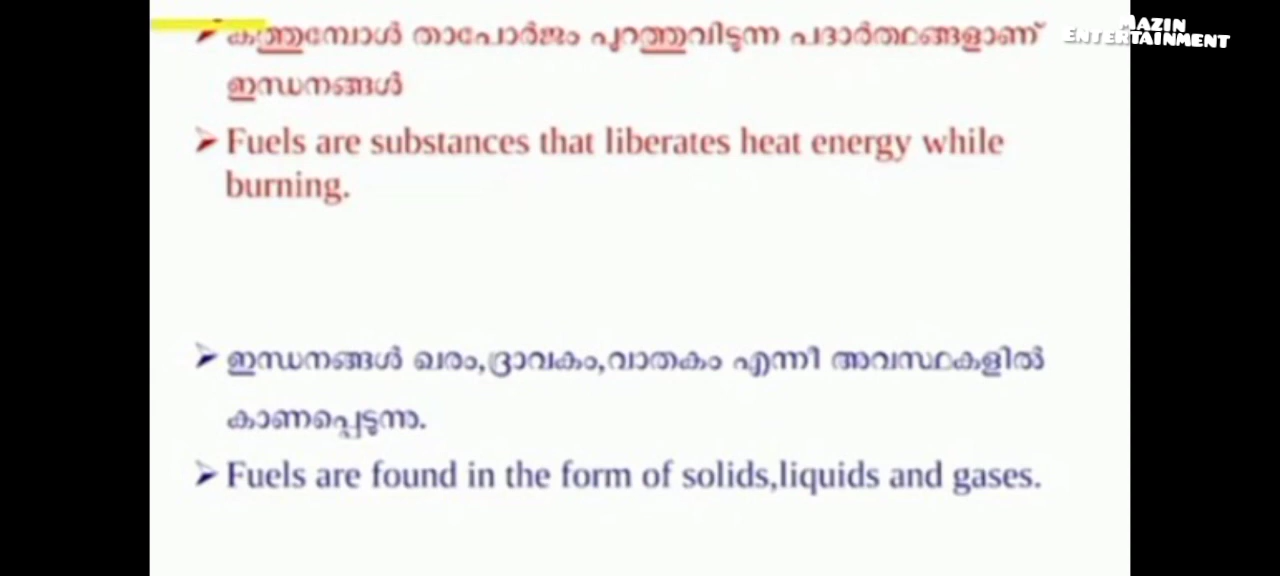 കത്തുമ്പോൾ താപോർജം പുറത്തുവിടുന്ന പദാർത്ഥങ്ങളാണ്
MAZIN
ENTERTAINMENT
ഇന്ധനങ്ങൾ
Fuels are substances that liberates heat energy while
burning.
ഇന്ധനങ്ങൾ ഖരം,ദ്രാവകം,വാതകം എന്നീ അവസ്ഥകളിൽ
കാണപ്പെടുന്നു.
Fuels are found in the form of solids,liquids and gases.